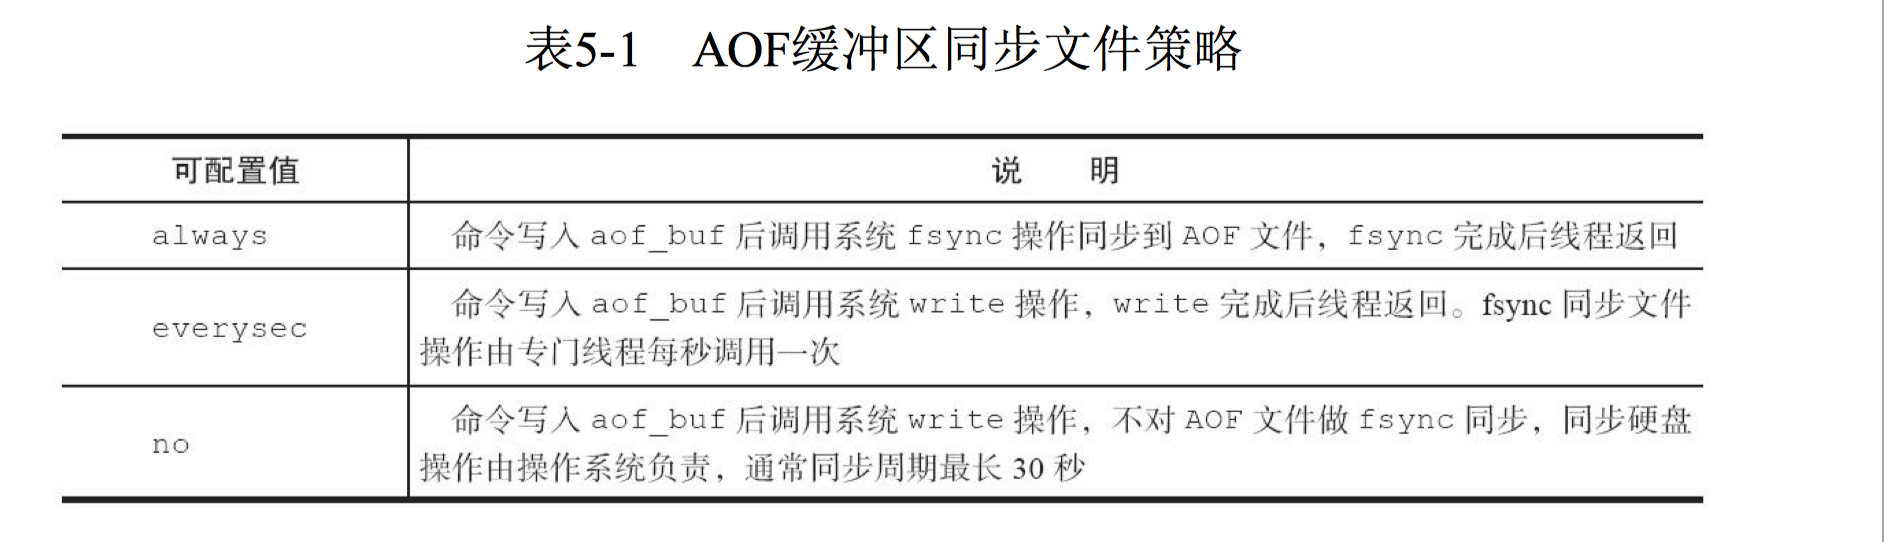 表5-1 AOF缓冲区同步文件策略
可配置值 说 明
always 命令写入 aof_buf 后调用系统 fsync 操作同步到 AOF 文件，fsync 完成后线程返回
everysec 命令写入 aof_buf 后调用系统 write 操作，write 完成后线程返回。fsync 同步文件
操作由专门线程每秒调用一次
no 命令写入 aof_buf 后调用系统 write 操作，不对 AOF 文件做 fsync 同步，同步硬盘
操作由操作系统负责，通常同步周期最长 30 秒